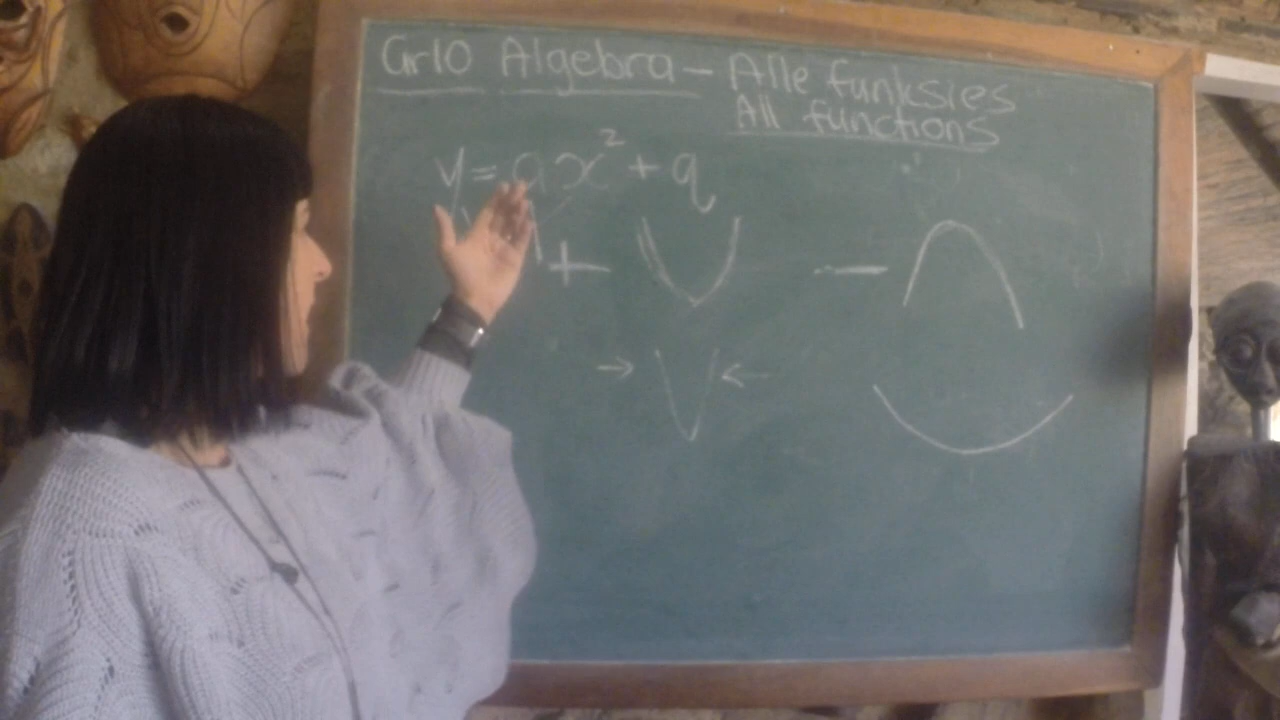 Gr10 Algebra – Alle funksies
All functions
y = ax² + q
+ –
→ ←